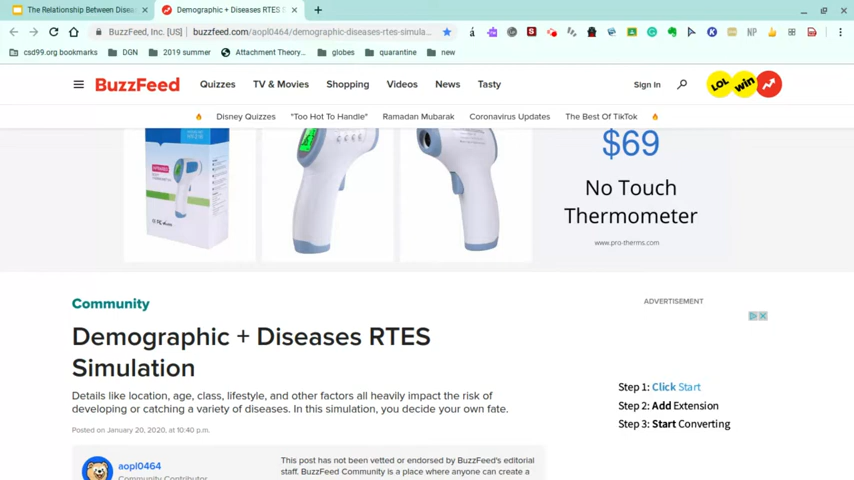 The Relationship Between Diseas
Demographic + Diseases RTES S
BuzzFeed, Inc. [US]
buzzfeed.com/aopl0464/demographic-diseases-rtes-simula...
csd99.org bookmarks
DGN
2019 summer
Attachment Theory...
globes
quarantine
new
BuzzFeed
Quizzes
TV & Movies
Shopping
Videos
News
Tasty
Sign In
LOL
win
Disney Quizzes
"Too Hot To Handle"
Ramadan Mubarak
Coronavirus Updates
The Best Of TikTok
$69
No Touch
Thermometer
www.pro-therms.com
Community
Demographic + Diseases RTES
Simulation
Details like location, age, class, lifestyle, and other factors all heavily impact the risk of
developing or catching a variety of diseases. In this simulation, you decide your own fate.
Posted on January 20, 2020, at 10:40 p.m.
ADVERTISEMENT
Step 1: Click Start
Step 2: Add Extension
Step 3: Start Converting
aopl0464
Community Contributor
This post has not been vetted or endorsed by BuzzFeed's editorial
staff. BuzzFeed Community is a place where anyone can create a